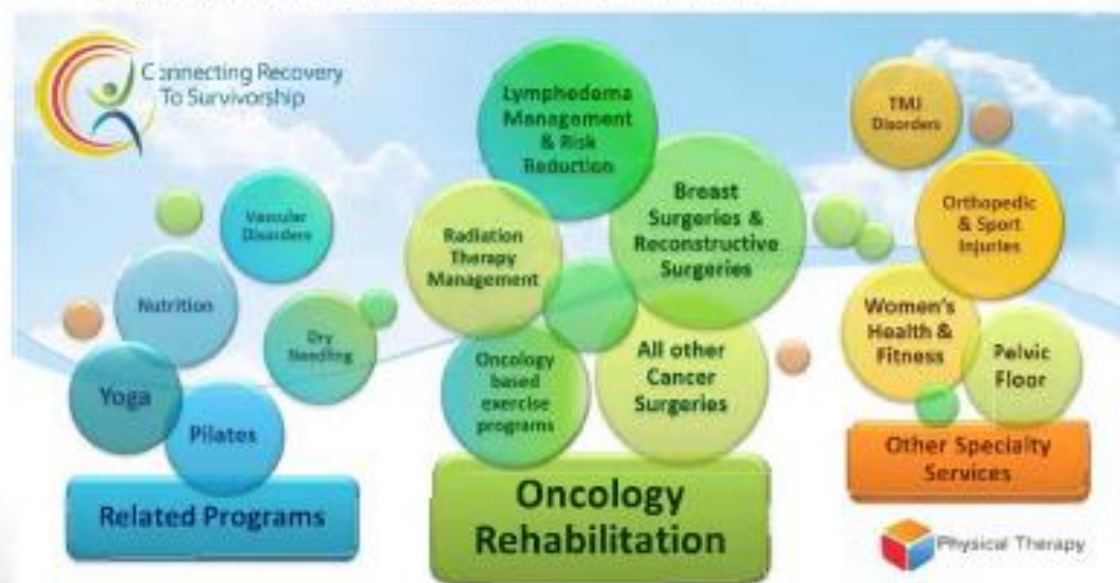 Connecting Recovery
To Survivorship
Vascular
Disorders
Nutrition
Dry
Needling
Yoga
Pilates
Related Programs
Lymphedema
Management
& Risk
Reduction
Breast
Surgeries &
Reconstructive
Surgeries
Radiation
Therapy
Management
Oncology
based
exercise
programs
All other
Cancer
Surgeries
Oncology
Rehabilitation
TMJ
Disorders
Orthopedic
& Sport
Injuries
Women's
Health &
Fitness
Pelvic
Floor
Other Specialty
Services
Physical Therapy